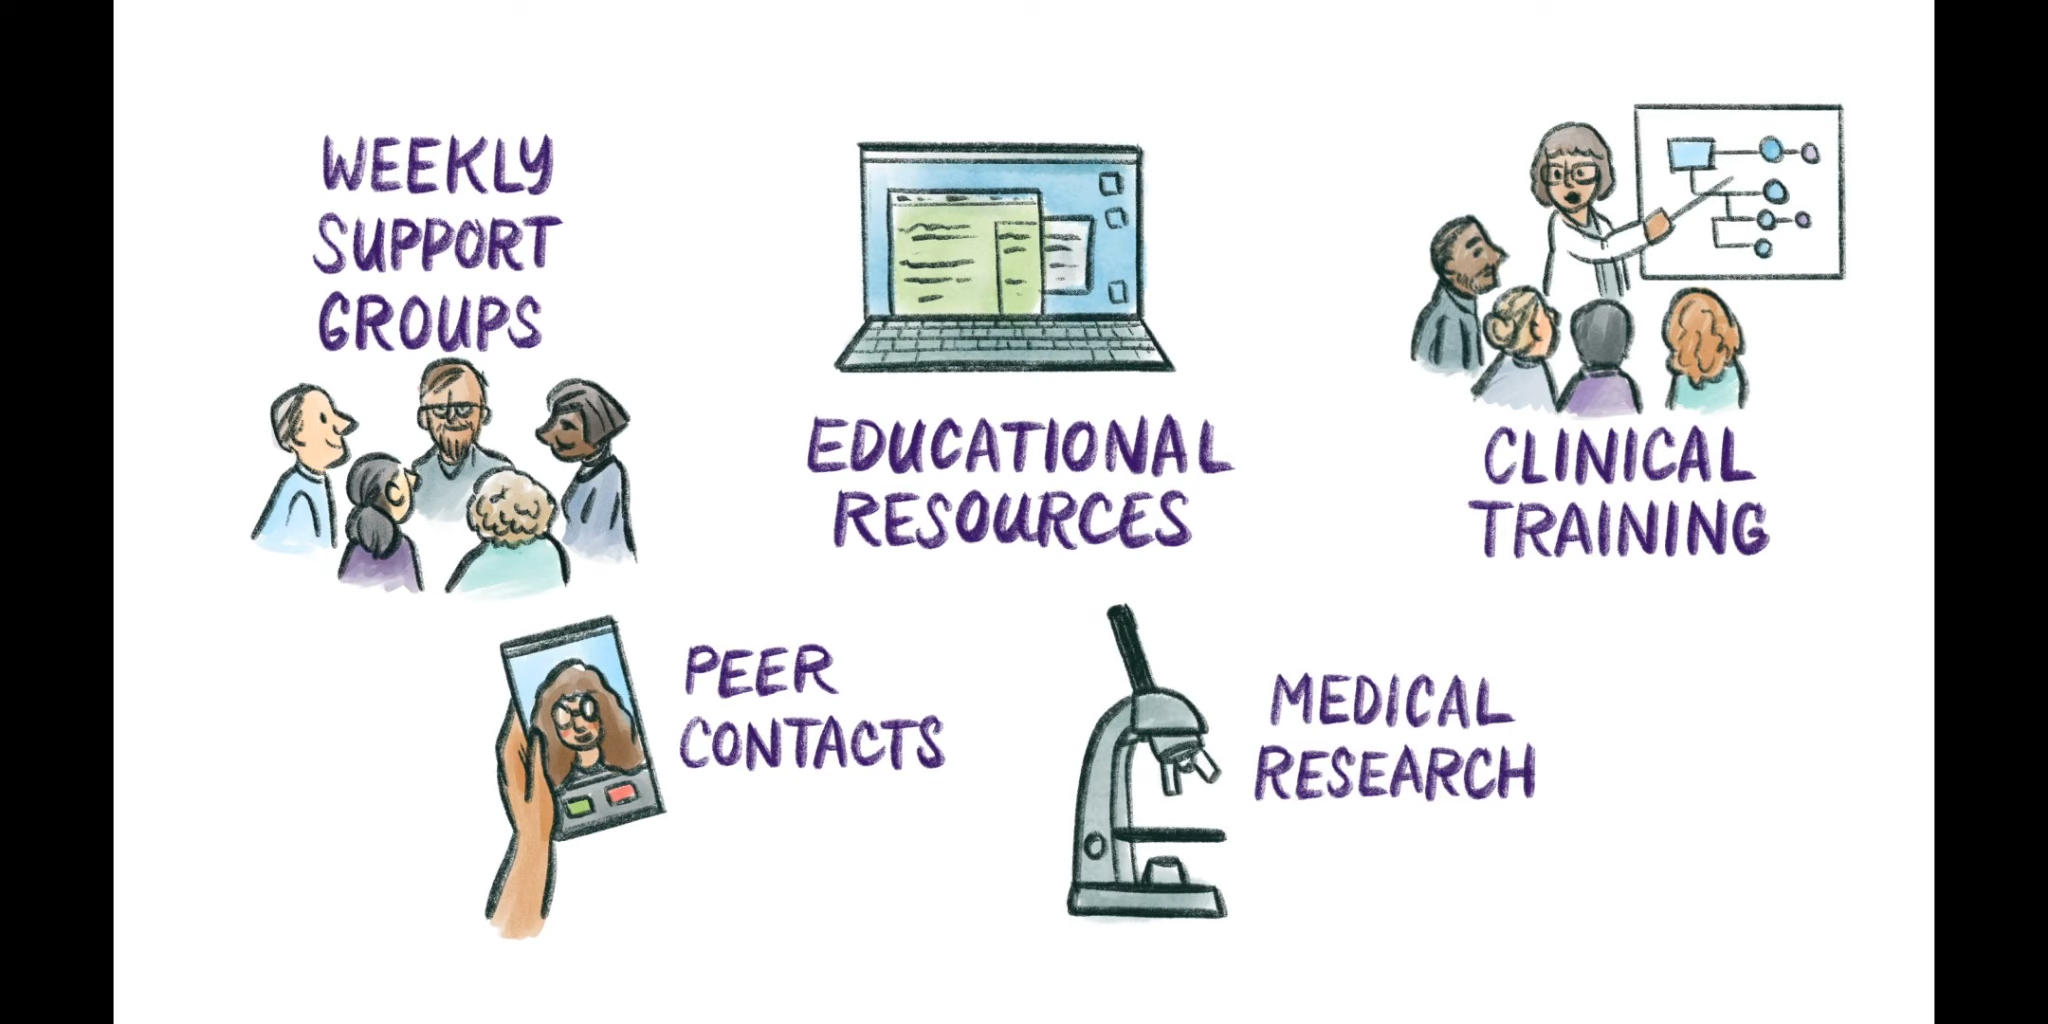 WEEKLY
SUPPORT
GROUPS
EDUCATIONAL
RESOURCES
CLINICAL
TRAINING
PEER
CONTACTS
MEDICAL
RESEARCH